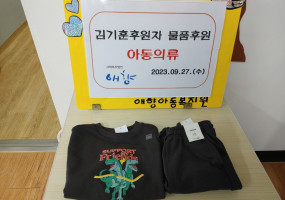 김기훈후원자 물품후원
아동의류
애향
2023.09.27.(수)
애향아동복지원
SUPPORT
Friends